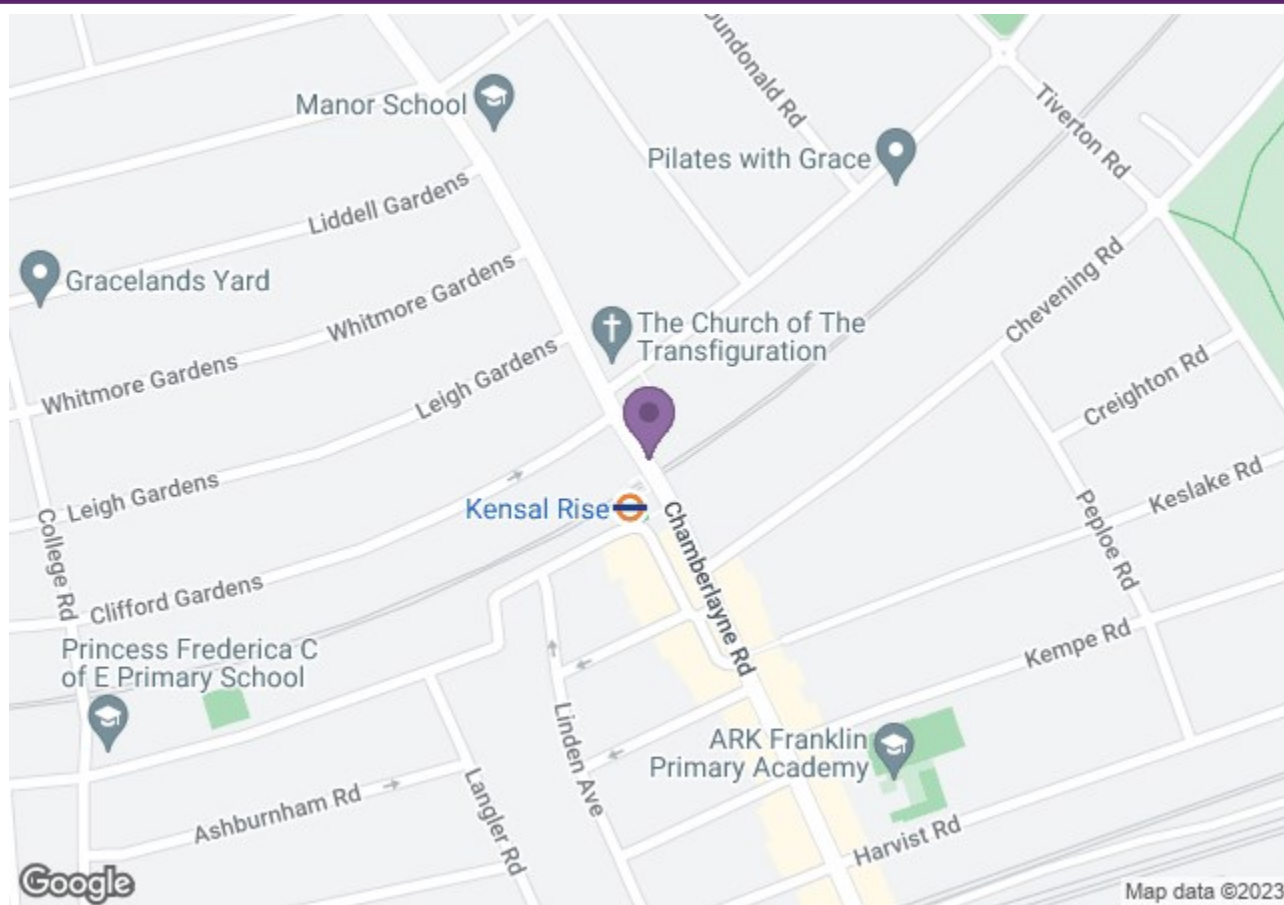 Dundonald Rd
Manor School
Tiverton Rd
Pilates with Grace
Liddell Gardens
Gracelands Yard
Whitmore Gardens
Chevening Rd
The Church of The
Transfiguration
Whitmore Gardens
Leigh Gardens
Creighton Rd
Leigh Gardens
Kensal Rise
Keslake Rd
College Rd
Chamberlayne Rd
Peploe Rd
Clifford Gardens
Princess Frederica C
of E Primary School
Kempe Rd
Linden Ave
ARK Franklin
Primary Academy
Ashburnham Rd
Langler Rd
Harvist Rd
Google
Map data ©2023